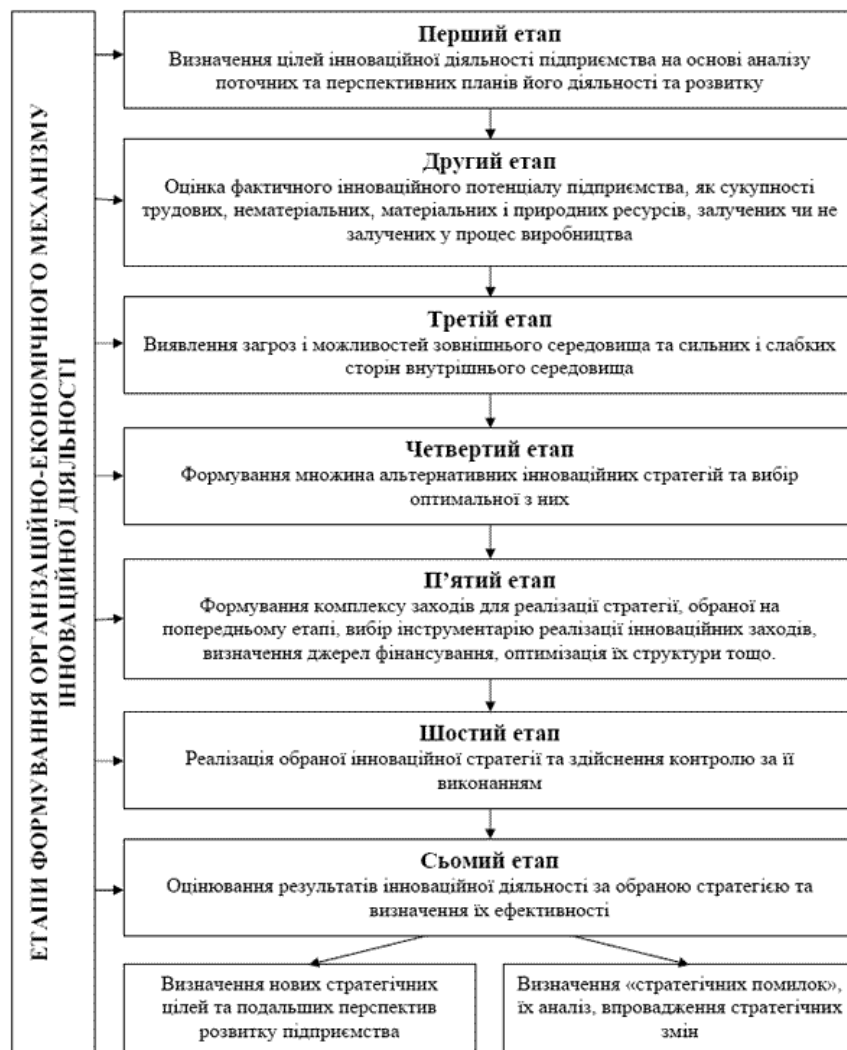 ЕТАПИ ФОРМУВАННЯ ОРГАНІЗАЦІЙНО-ЕКОНОМІЧНОГО МЕХАНІЗМУ
ІННОВАЦІЙНОЇ ДІЯЛЬНОСТІ
Перший етап
Визначення цілей інноваційної діяльності підприємства на основі аналізу
поточних та перспективних планів його діяльності та розвитку
Другий етап
Оцінка фактичного інноваційного потенціалу підприємства, як сукупності
трудових, нематеріальних, матеріальних і природних ресурсів, залучених чи не
залучених у процес виробництва
Третій етап
Виявлення загроз і можливостей зовнішнього середовища та сильних і слабких
сторін внутрішнього середовища
Четвертий етап
Формування множина альтернативних інноваційних стратегій та вибір
оптимальної з них
П’ятий етап
Формування комплексу заходів для реалізації стратегії, обраної на
попередньому етапі, вибір інструментарію реалізації інноваційних заходів,
визначення джерел фінансування, оптимізація їх структури тощо.
Шостий етап
Реалізація обраної інноваційної стратегії та здійснення контролю за її
виконанням
Сьомий етап
Оцінювання результатів інноваційної діяльності за обраною стратегією та
визначення їх ефективності
Визначення нових стратегічних
цілей та подальших перспектив
розвитку підприємства
Визначення «стратегічних помилок»,
їх аналіз, впровадження стратегічних
змін